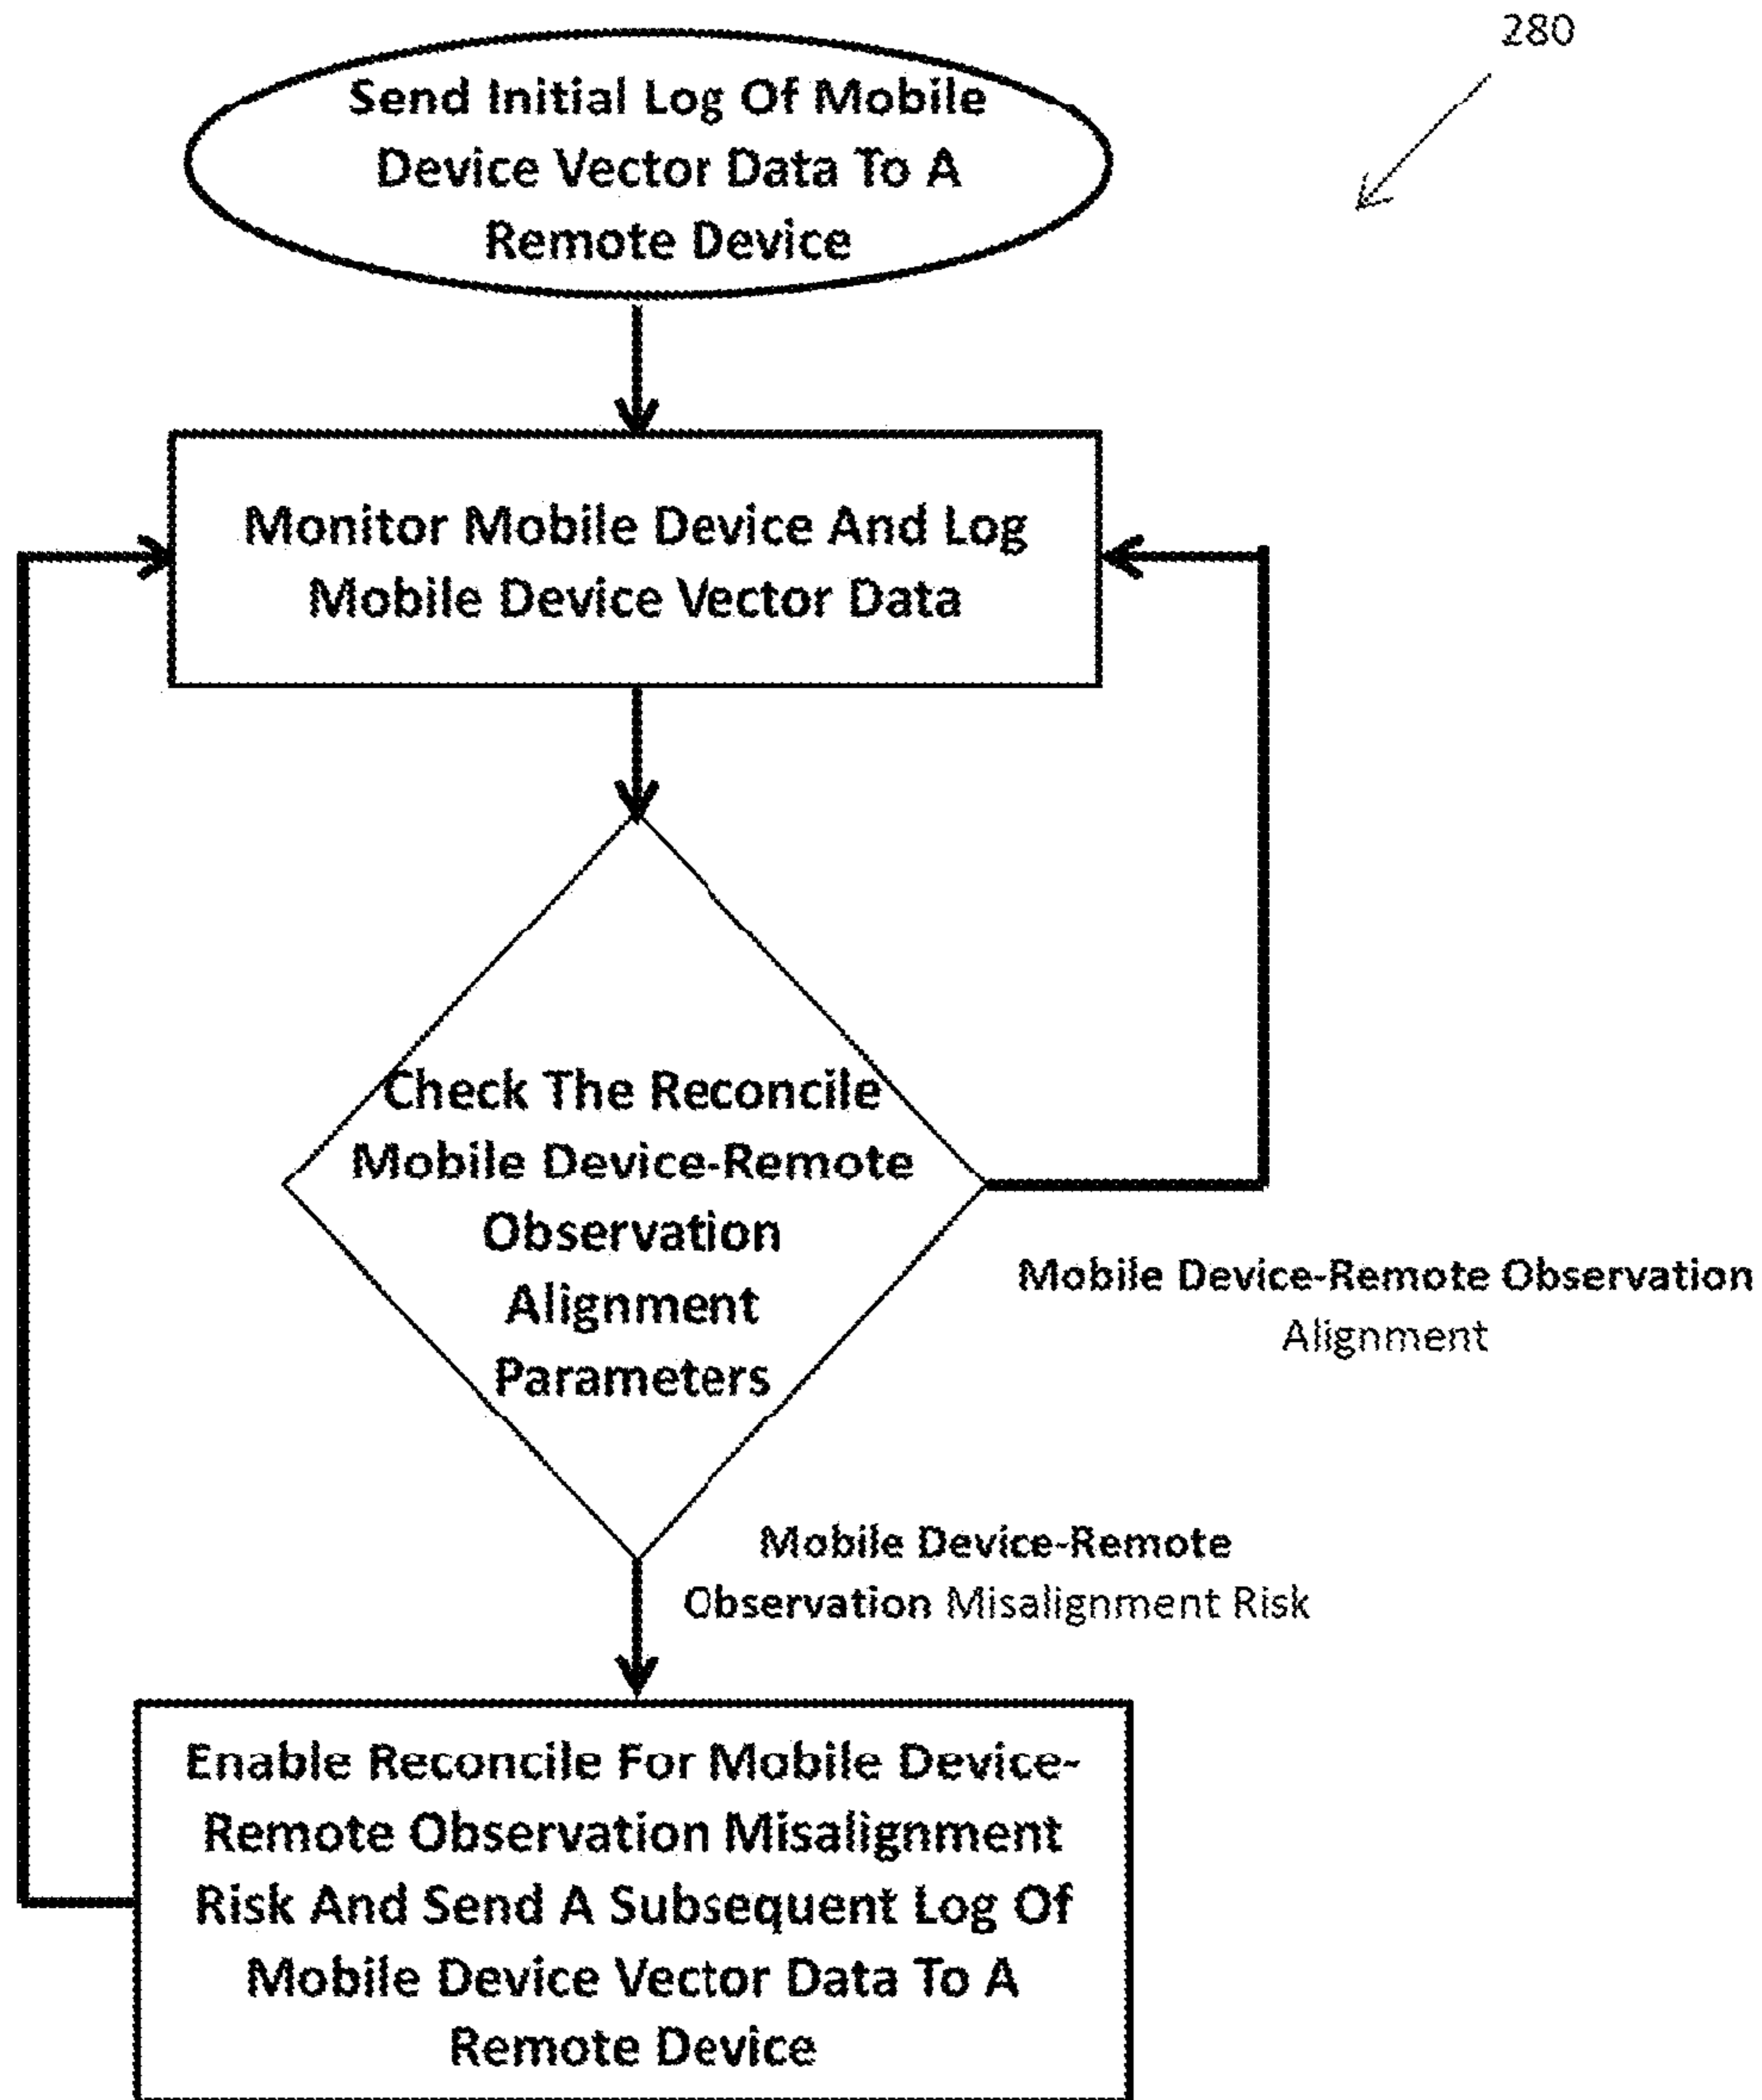 280
Send Initial Log Of Mobile
Device Vector Data To A
Remote Device
Monitor Mobile Device And Log
Mobile Device Vector Data
Check The Reconcile
Mobile Device-Remote
Observation
Alignment
Parameters
Mobile Device-Remote Observation
Alignment
Mobile Device-Remote
Observation Misalignment Risk
Enable Reconcile For Mobile Device-
Remote Observation Misalignment
Risk And Send A Subsequent Log Of
Mobile Device Vector Data To A
Remote Device